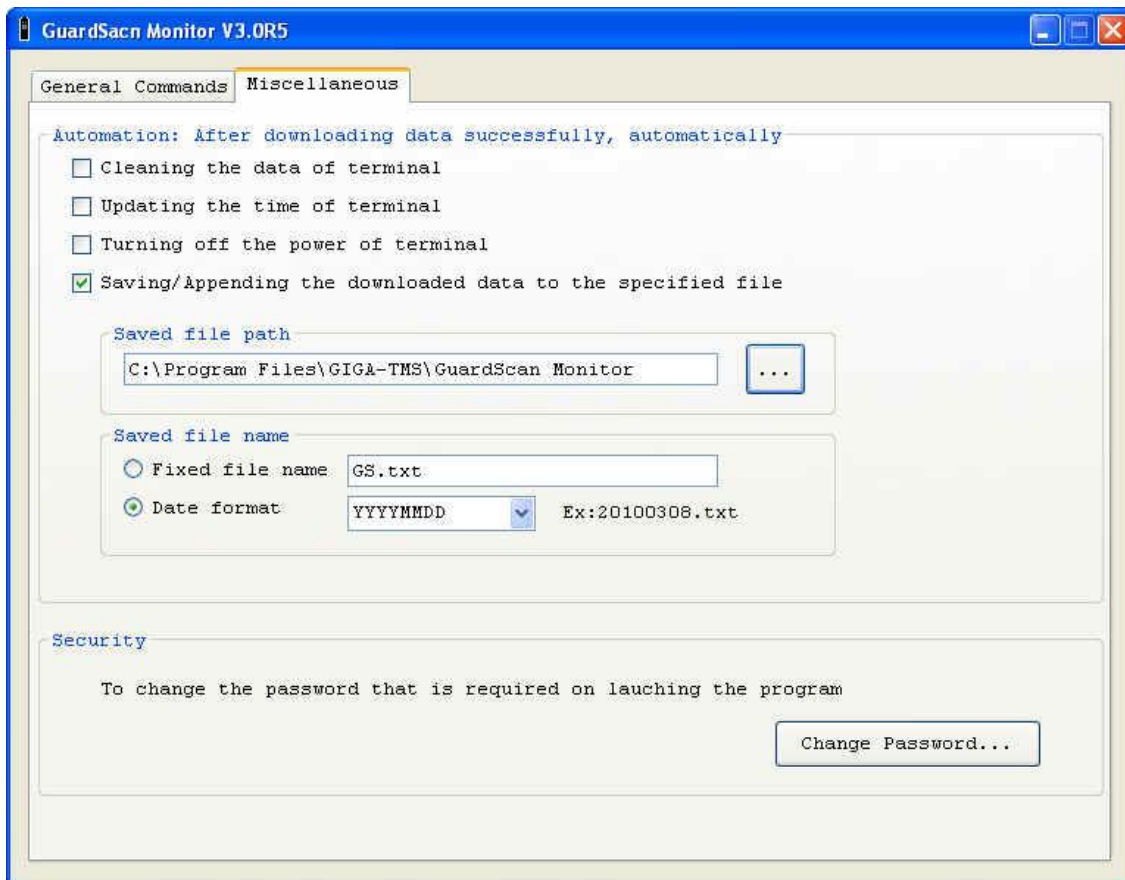 GuardSacn Monitor V3.0R5
General Commands Miscellaneous
Automation: After downloading data successfully, automatically
Cleaning the data of terminal
Updating the time of terminal
Turning off the power of terminal
Saving/Appending the downloaded data to the specified file
Saved file path
C:\Program Files\GIGA-TMS\GuardScan Monitor ...
Saved file name
Fixed file name GS.txt
Date format YYYYMMDD Ex:20100308.txt
Security
To change the password that is required on lauching the program
Change Password...